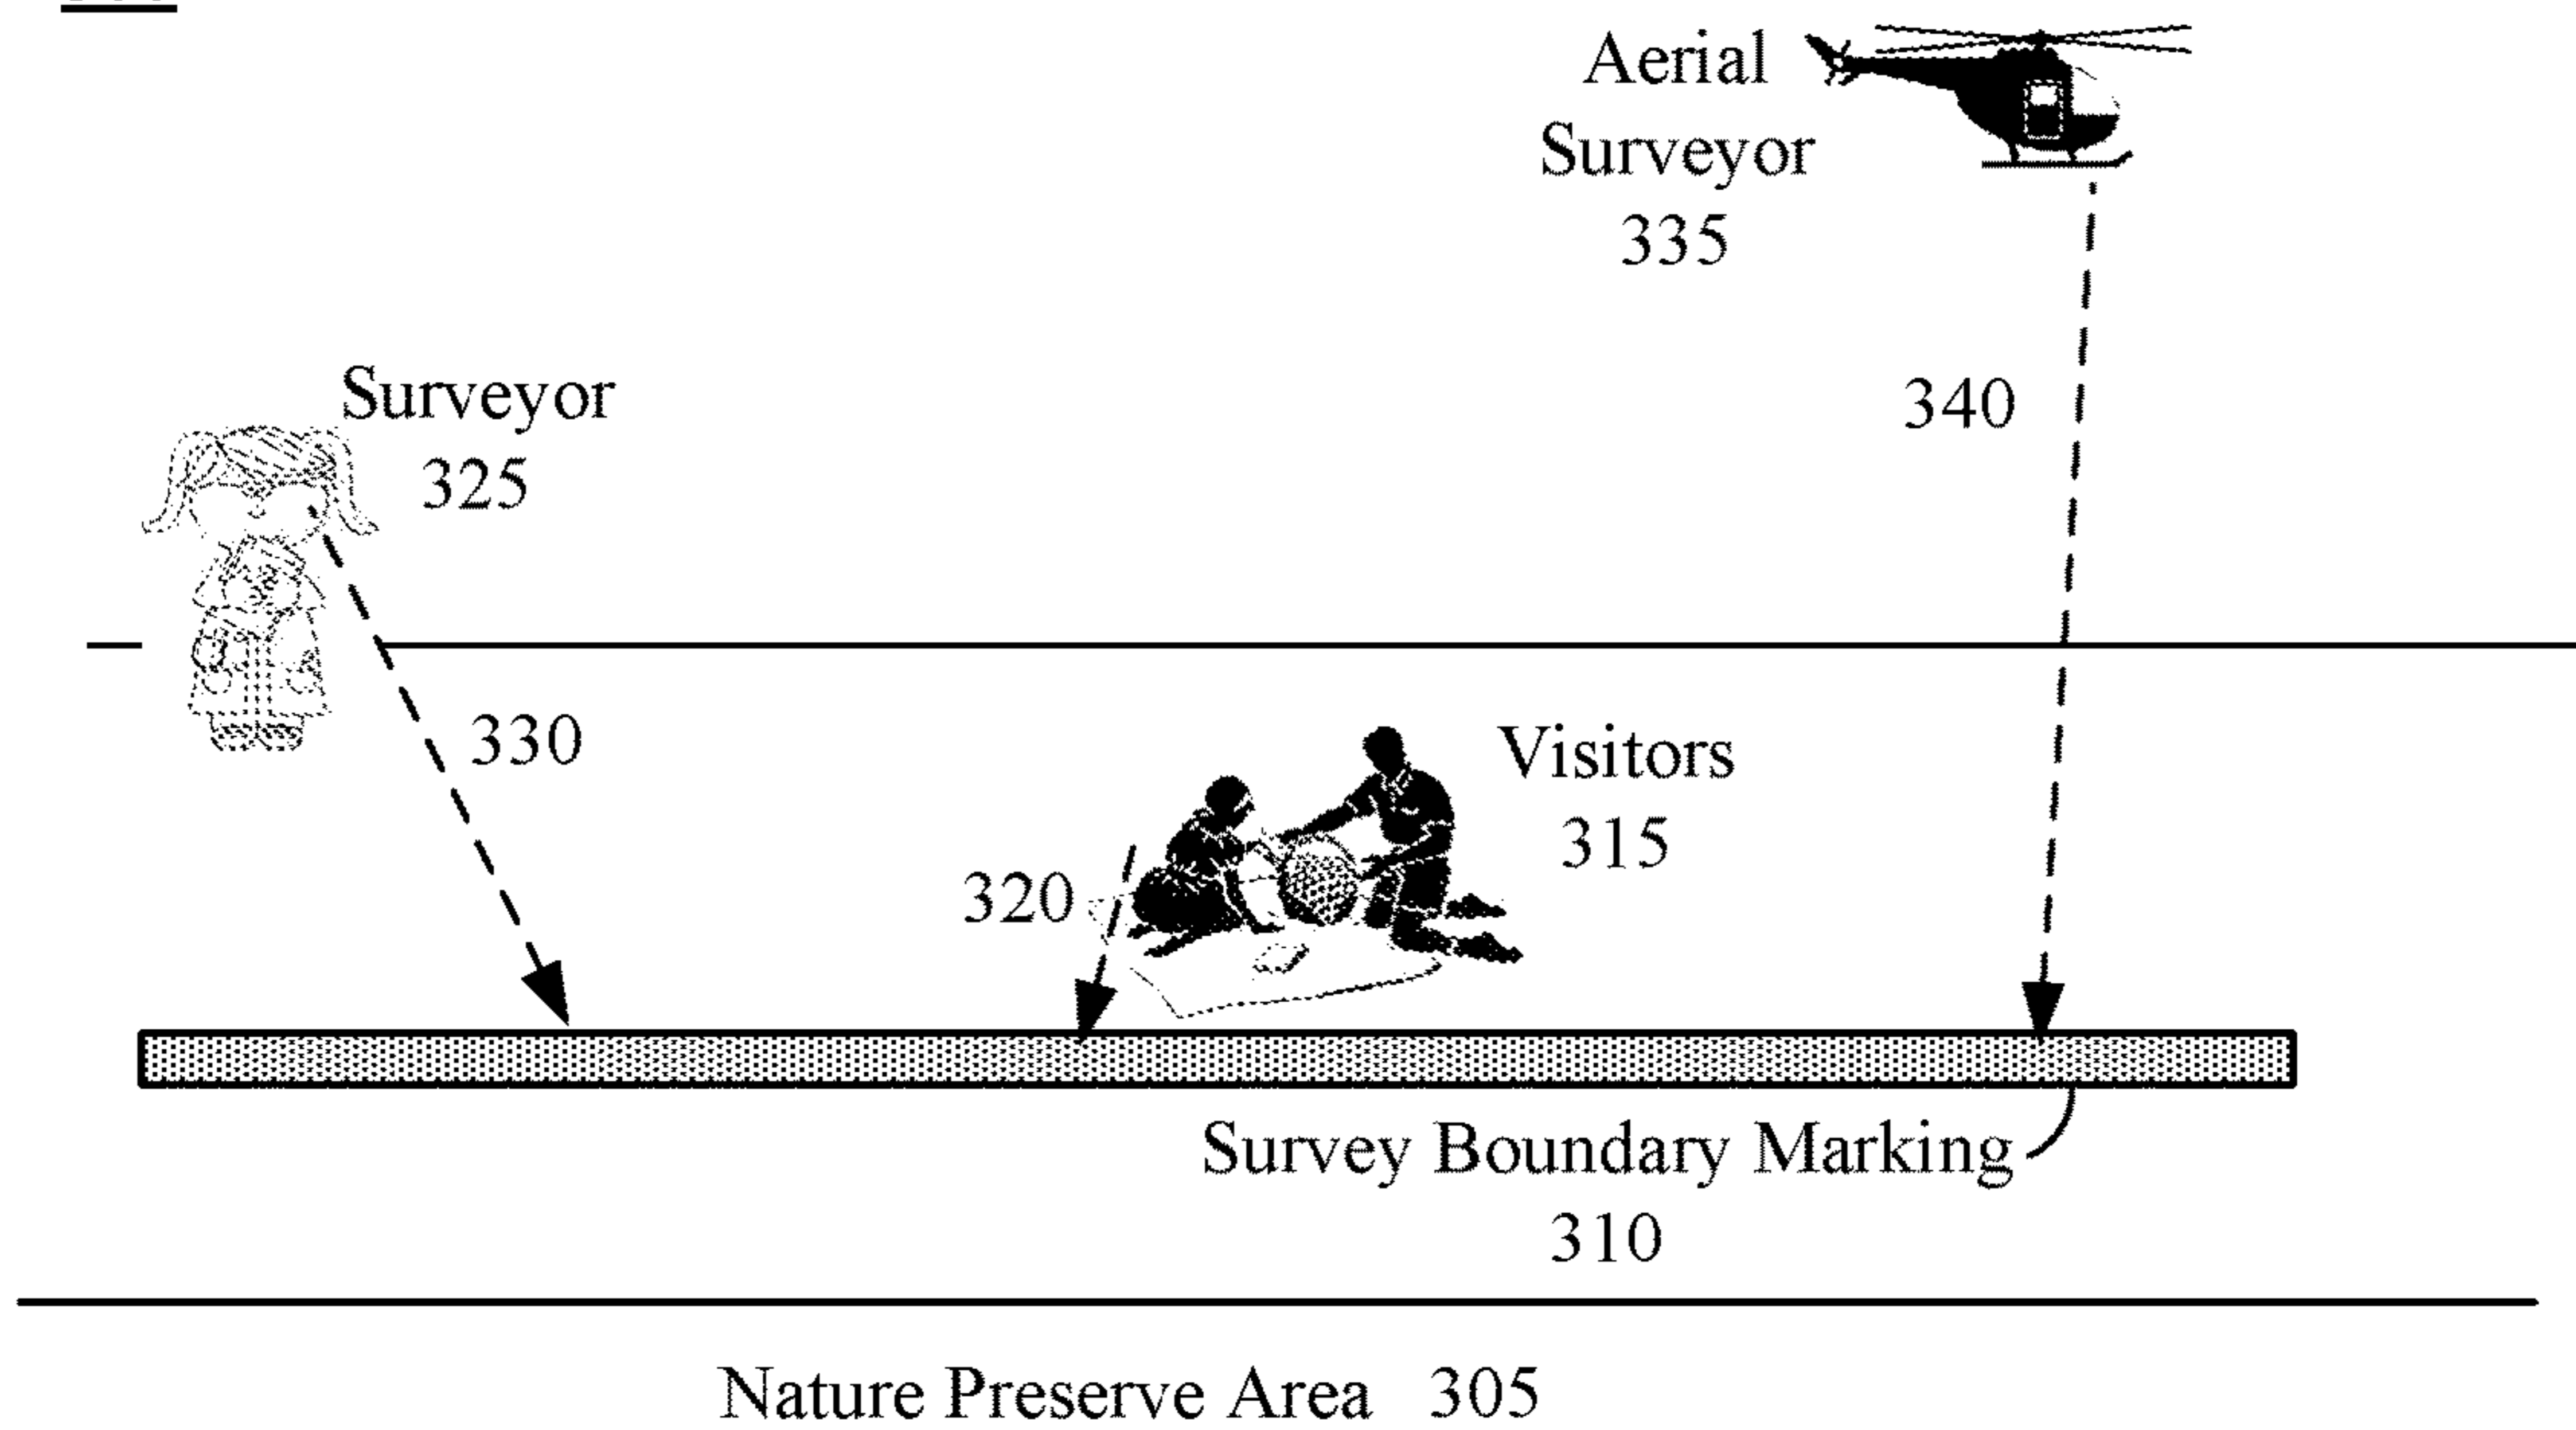 Aerial
Surveyor
335
Surveyor
325
340
330
Visitors
315
320
Survey Boundary Marking
310
Nature Preserve Area 305